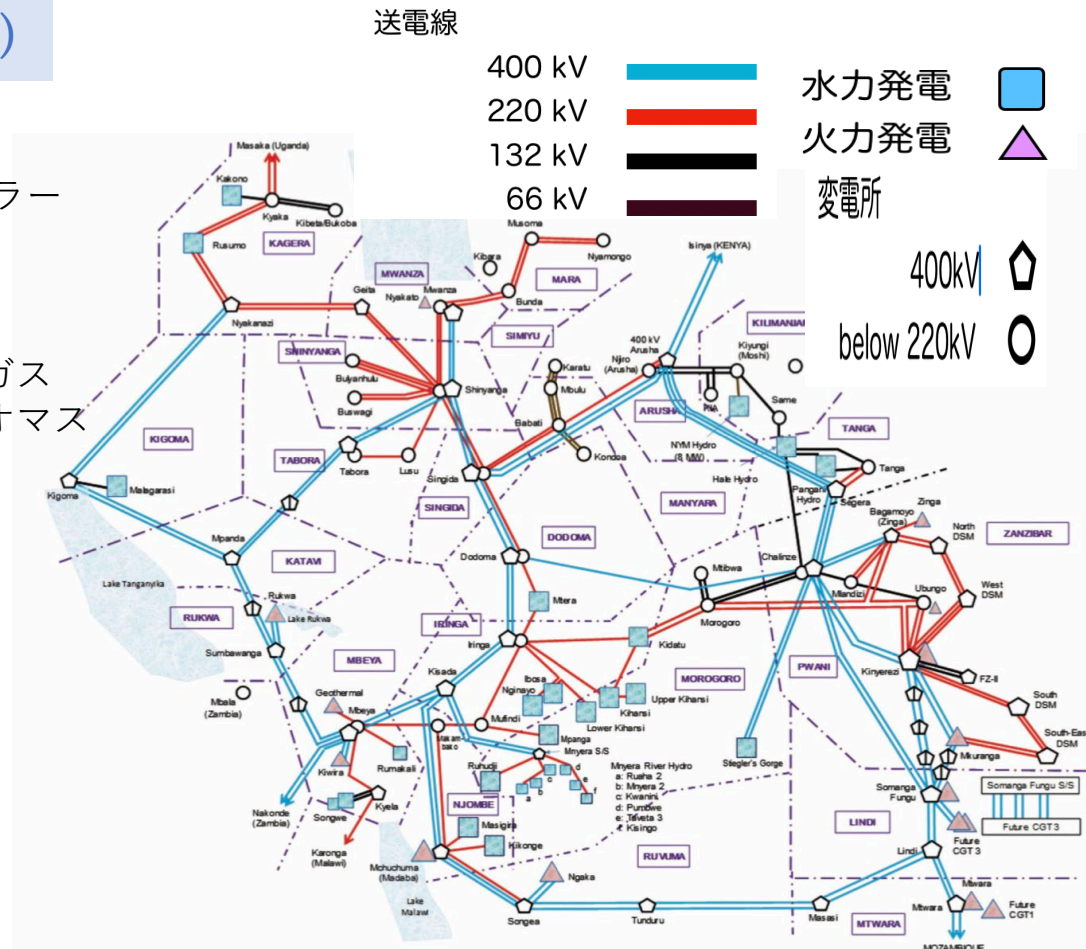 )
送電線
400 kV
220 kV
132 kV
66 kV
水力発電
火力発電
変電所
400kV
below 220kV
ラー
ガス
オマス
Masaka (Uganda)
Kakono
Kyaka
Kibeta/Bukoba
Rusumo
KAGERA
Nyakanazi
Geita
MWANZA
Nyakato
Mwanza
Kibara
Musoma
Nyamongo
MARA
Bunda
SIMIYU
Isinya (KENYA)
KILIMANJAR
SHINYANGA
Bulyanhulu
Buswagi
Shinyanga
Karatu
Mbulu
Babati
Kondoa
400 kV
Arusha
Njiro
(Arusha)
Kiyungi
(Moshi)
Same
ARUSHA
NYM Hydro
(8 MW)
TANGA
Hale Hydro
Pangani
Hydro
Tanga
Segera
KIGOMA
Kigoma
Malagarasi
TABORA
Tabora
Lusu
Singida
SINGIDA
MANYARA
Bagamoyo
(Zinga)
Zinga
North
DSM
ZANZIBAR
Mpanda
KATAVI
Dodoma
DODOMA
Mtibwa
Chalinze
Mlandizi
Ubungo
West
DSM
Lake Tanganyika
Rukwa
Lake Rukwa
RUKWA
Sumbawanga
Mtera
IRINGA
Iringa
Morogoro
Kidatu
MBEYA
Kisada
MOROGORO
PWANI
Kinyerezi
FZ-II
Mbala
(Zambia)
Geothermal
Mbeya
Ibosa
Nginayo
Upper Kihansi
Kihansi
Lower Kihansi
South
DSM
South-East
DSM
Makam-
bako
Mufindi
Mpanga
Mnyera S/S
Stiegler's Gorge
Mkuranga
Kiwira
Rumakali
Ruhudji
a
b
c
d
e
f
Mnyera River Hydro
a: Ruaha 2
b: Mnyera 2
c: Kwanini
d: Pumbwe
e: Taveta 3
f: Kisingo
Somanga
Fungu
Somanga Fungu S/S
Future CGT 3
Nakonde
(Zambia)
Songwe
Kyela
NJOMBE
Masigira
Kikonge
LINDI
Future
CGT 3
Karonga
(Malawi)
Mchuchuma
(Madaba)
RUVUMA
Lindi
Ngaka
Lake
Malawi
Songea
Tunduru
Masasi
MTWARA
Mtwara
Mtwara
Future
CGT1
MOZAMBIQUE